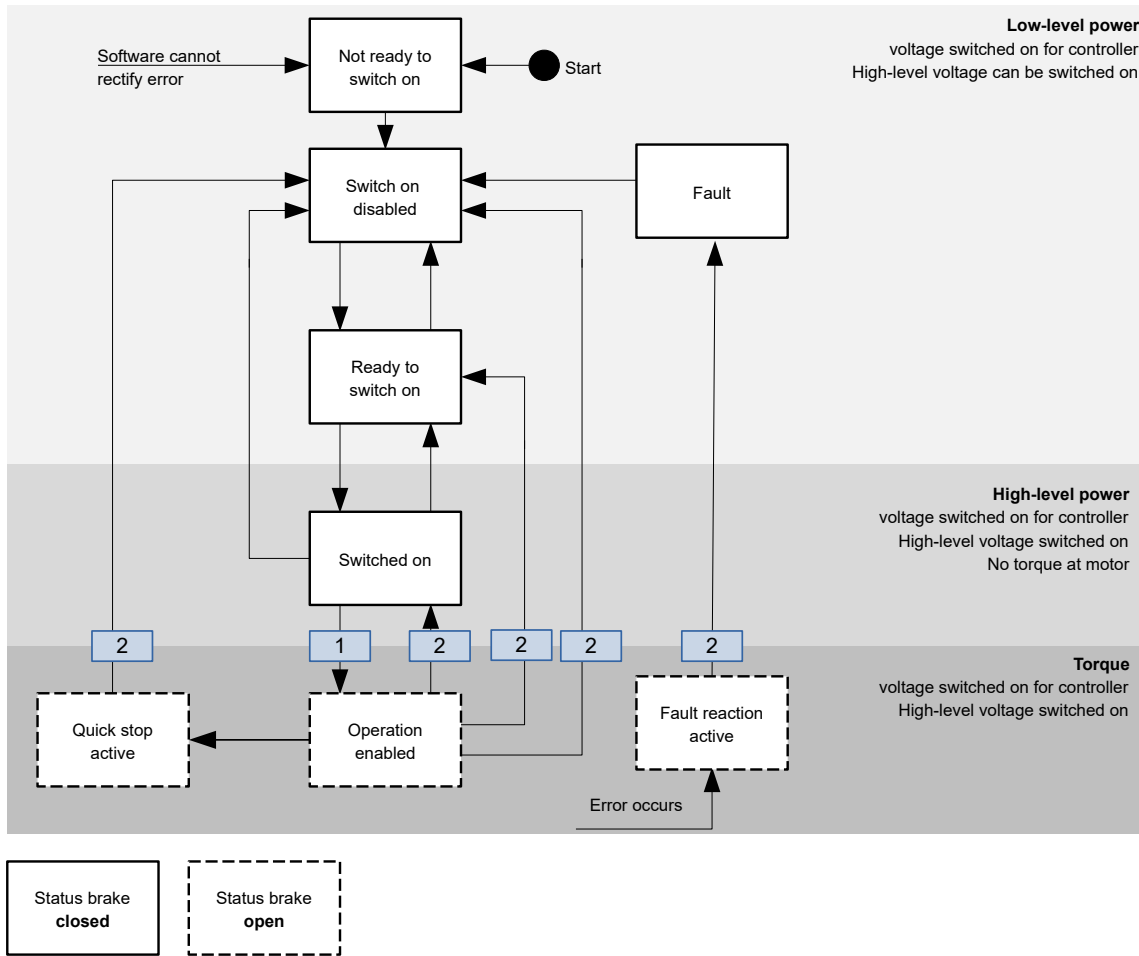 Low-level power
voltage switched on for controller
High-level voltage can be switched on
Software cannot
rectify error
Not ready to
switch on
Start
Switch on
disabled
Fault
Ready to
switch on
High-level power
voltage switched on for controller
High-level voltage switched on
No torque at motor
Switched on
2
1
2
2
2
2
Torque
voltage switched on for controller
High-level voltage switched on
Quick stop
active
Operation
enabled
Fault reaction
active
Error occurs
Status brake
closed
Status brake
open